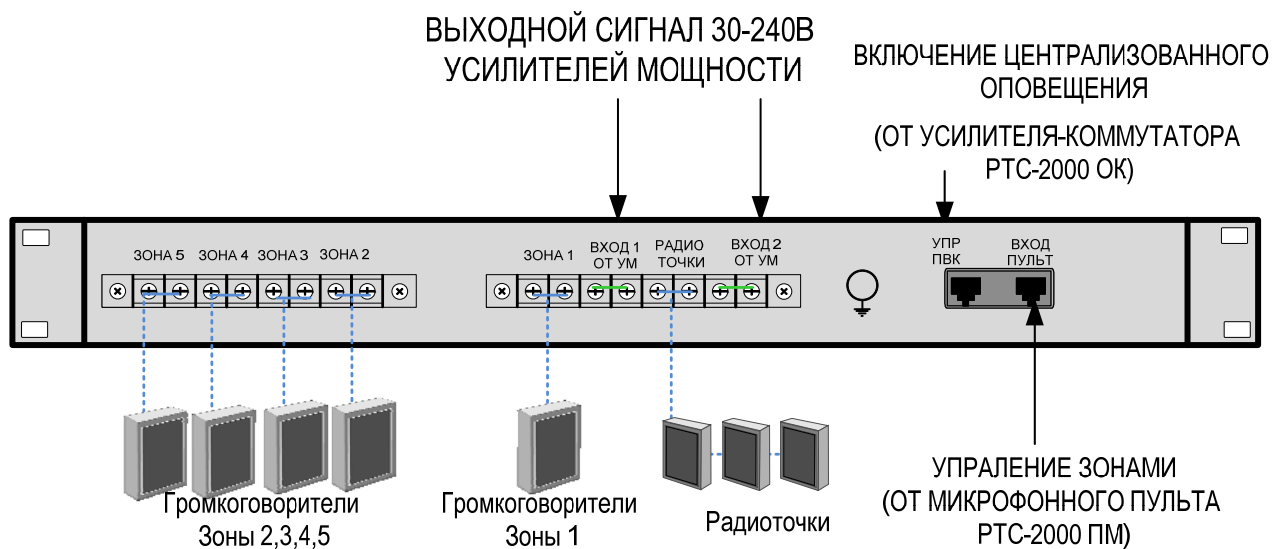 ВЫХОДНОЙ СИГНАЛ 30-240В
УСИЛИТЕЛЕЙ МОЩНОСТИ
ВКЛЮЧЕНИЕ ЦЕНТРАЛИЗОВАННОГО
ОПОВЕЩЕНИЯ
(ОТ УСИЛИТЕЛЯ-КОММУТАТОРА
РТС-2000 ОК)
ЗОНА 5 ЗОНА 4 ЗОНА 3 ЗОНА 2
ЗОНА 1
ВХОД 1
ОТ УМ
РАДИО
ТОЧКИ
ВХОД 2
ОТ УМ
УПР
ПВК
ВХОД
ПУЛЬТ
Громкоговорители
Зоны 2,3,4,5
Громкоговорители
Зоны 1
Радиоточки
УПРАЛЕНИЕ ЗОНАМИ
(ОТ МИКРОФОННОГО ПУЛЬТА
РТС-2000 ПМ)